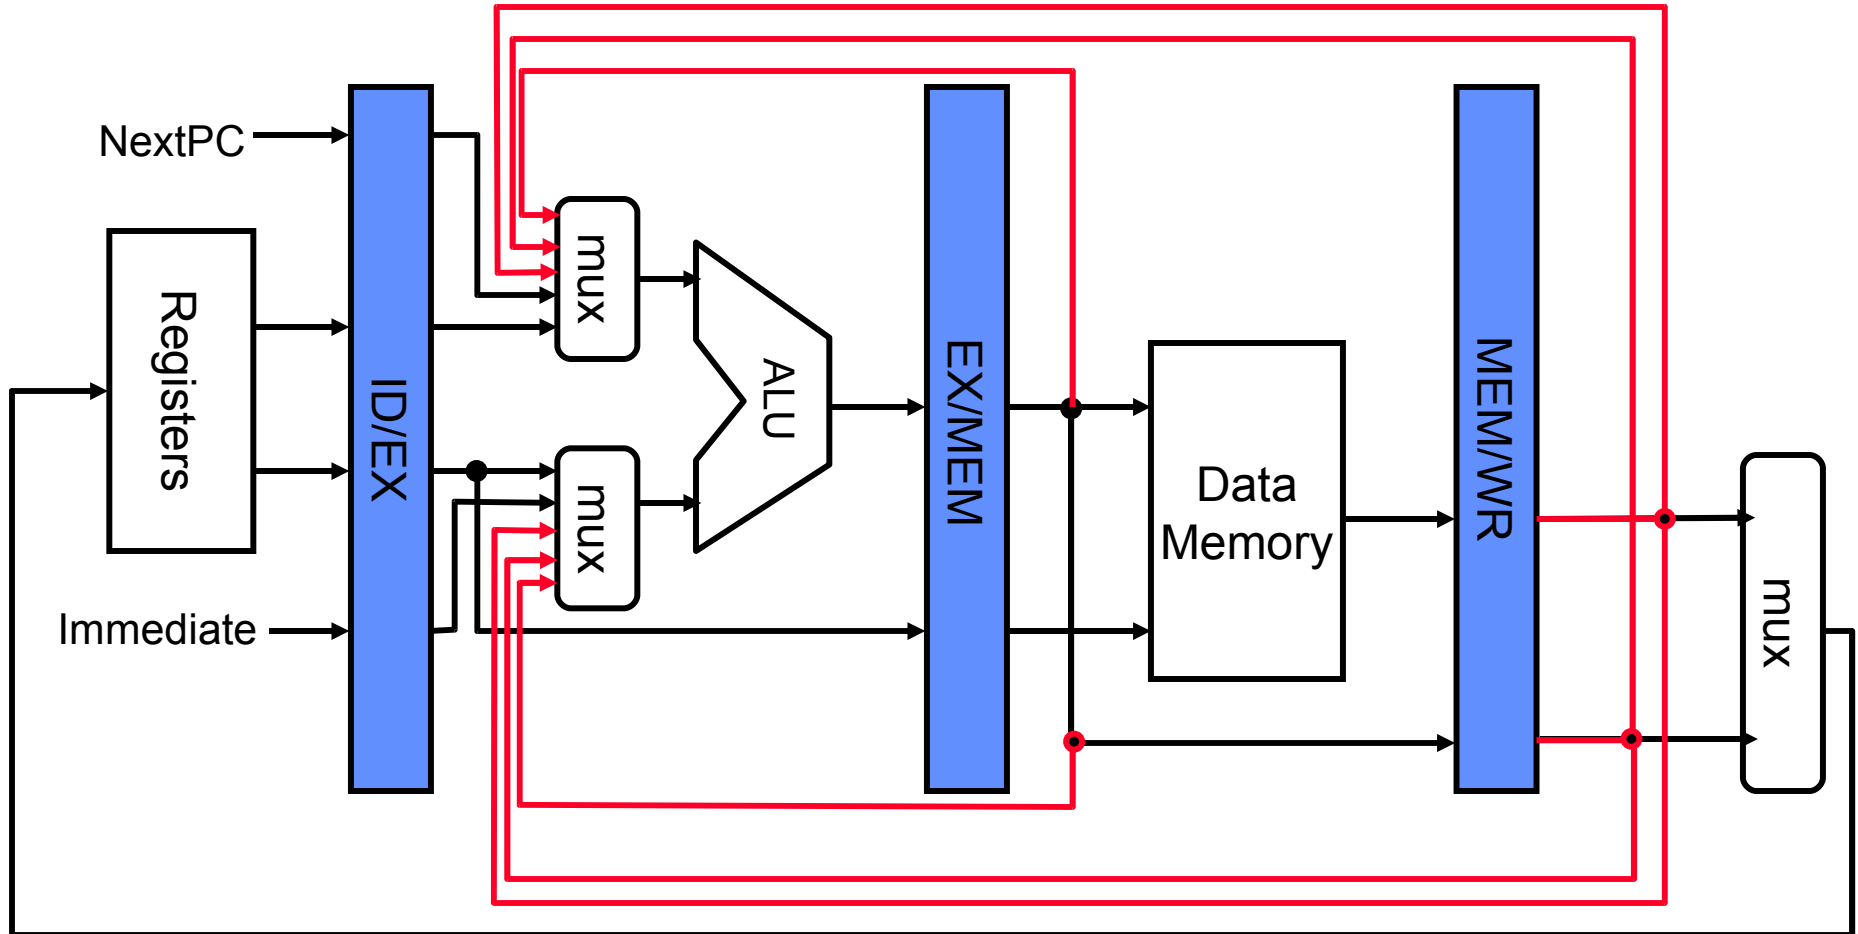 NextPC
Registers
Immediate
ID/EX
mux
mux
ALU
EX/MEM
Data
Memory
MEM/WR
mux